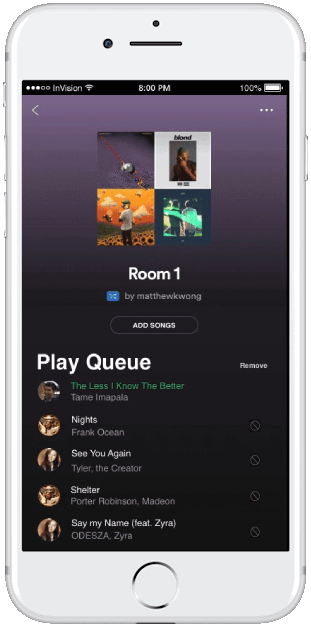 InVision 8:00 PM 100%
blond
Room 1
by matthewkwong
ADD SONGS
Play Queue Remove
The Less I Know The Better
Tame Imapala
Nights
Frank Ocean
See You Again
Tyler, the Creator
Shelter
Porter Robinson, Madeon
Say my Name (feat. Zyra)
ODESZA, Zyra